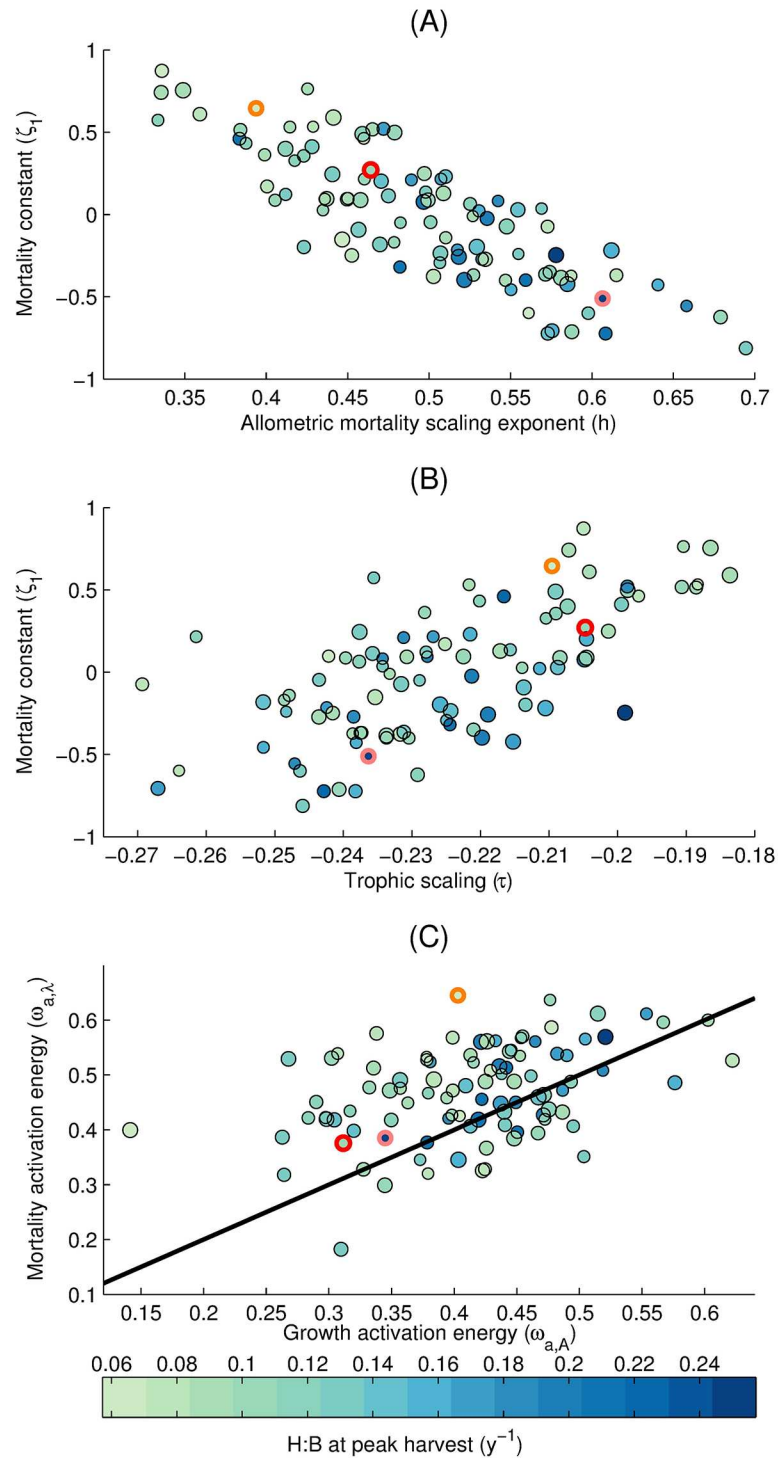 (A)
1
0.5
0
−0.5
−1
Mortality constant (ζ1)
0.35 0.4 0.45 0.5 0.55 0.6 0.65 0.7
Allometric mortality scaling exponent (h)
(B)
1
0.5
0
−0.5
−1
Mortality constant (ζ1)
−0.27 −0.26 −0.25 −0.24 −0.23 −0.22 −0.21 −0.2 −0.19 −0.18
Trophic scaling (τ)
(C)
0.6
0.5
0.4
0.3
0.2
0.1
Mortality activation energy (ωa,λ)
0.15 0.2 0.25 0.3 0.35 0.4 0.45 0.5 0.55 0.6
Growth activation energy (ωa,A)
0.06 0.08 0.1 0.12 0.14 0.16 0.18 0.2 0.22 0.24
H:B at peak harvest (y−1)